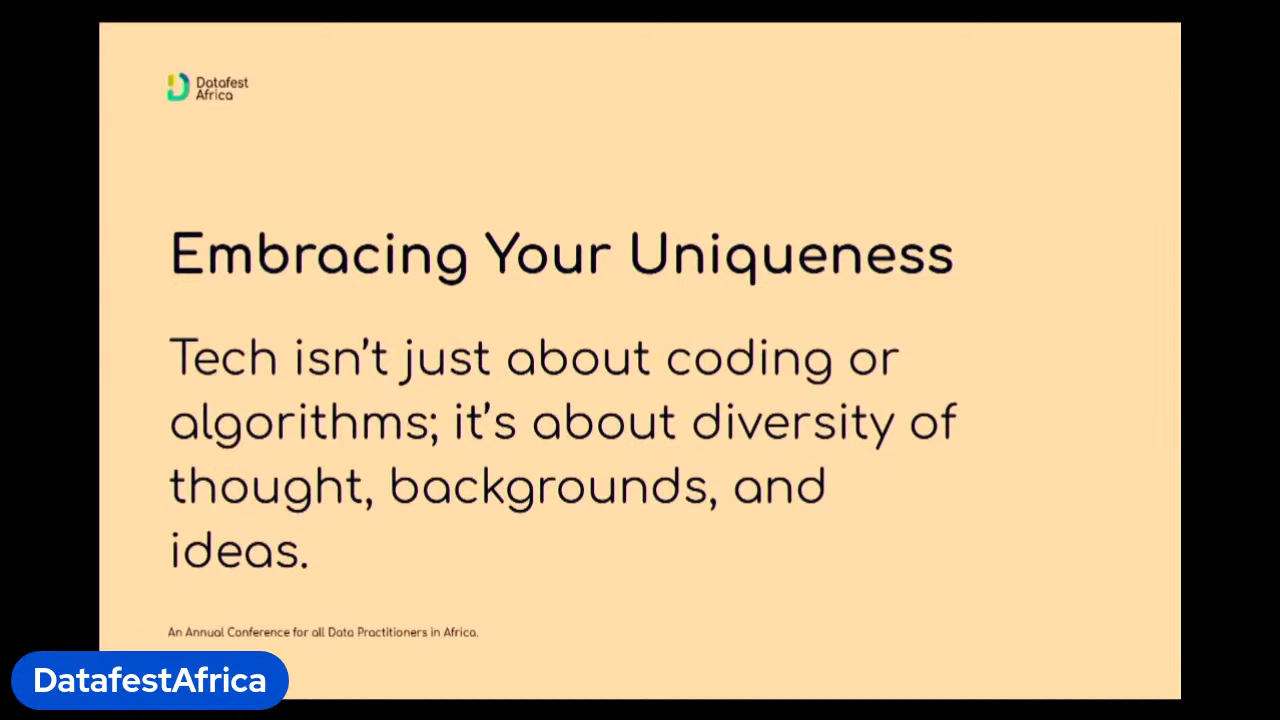 Datafest
Africa
Embracing Your Uniqueness
Tech isn't just about coding or
algorithms; it's about diversity of
thought, backgrounds, and
ideas.
An Annual Conference for all Data Practitioners in Africa.
DatafestAfrica